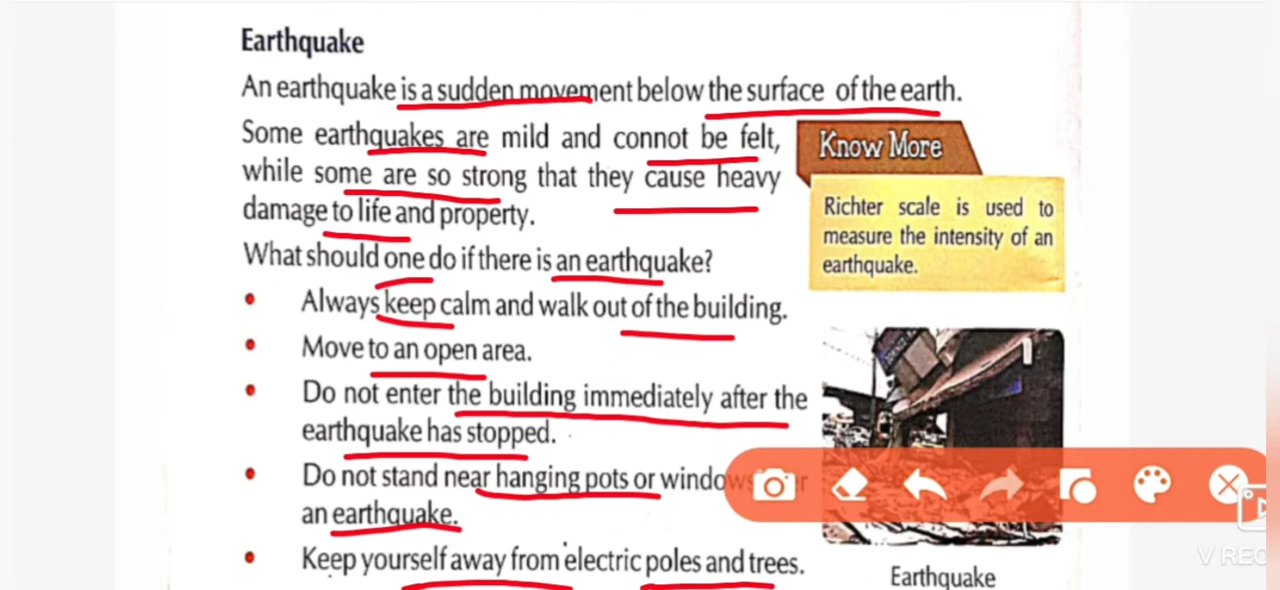 Earthquake
An earthquake is a sudden movement below the surface of the earth.
Some earthquakes are mild and connot be felt,
while some are so strong that they cause heavy
damage to life and property.
What should one do if there is an earthquake?
• Always keep calm and walk out of the building.
• Move to an open area.
• Do not enter the building immediately after the
earthquake has stopped.
• Do not stand near hanging pots or windows
an earthquake.
• Keep yourself away from electric poles and trees.
Know More
Richter scale is used to
measure the intensity of an
earthquake.
Earthquake
V REC